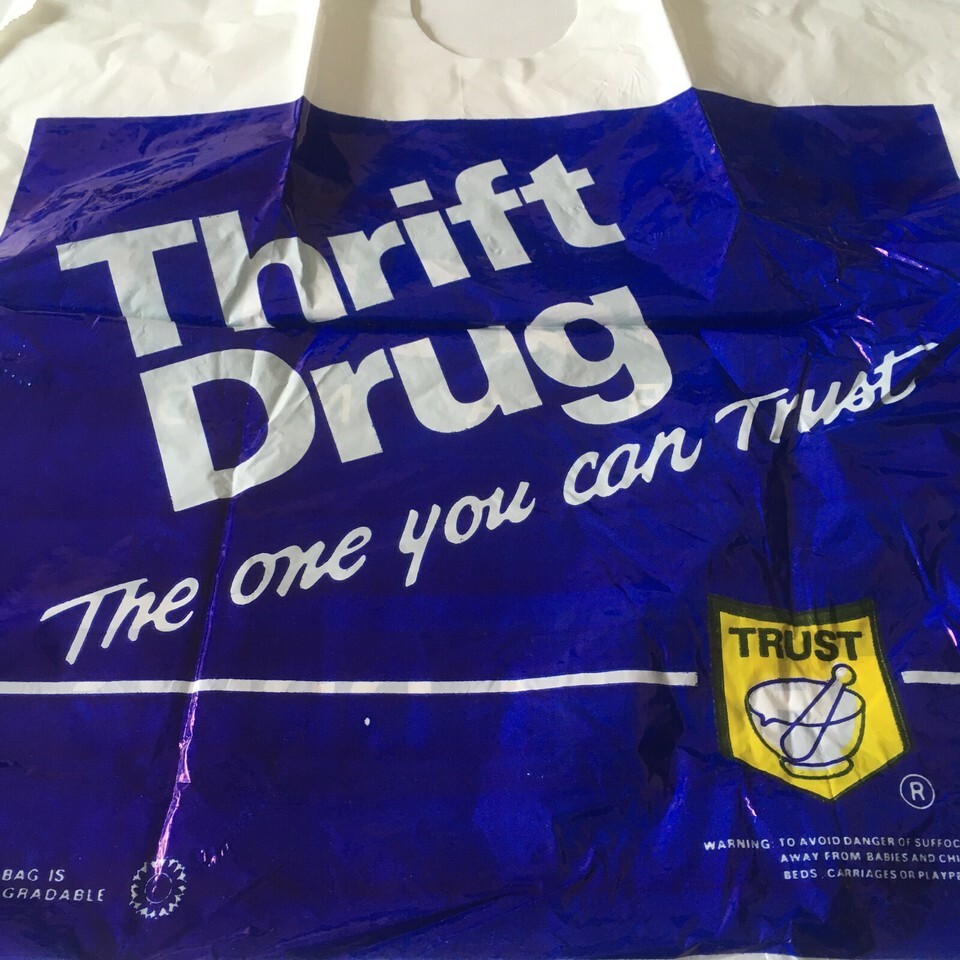 Thrift
Drug
The one you can Trust
TRUST
®
WARNING: TO AVOID DANGER OF SUFFOC
AWAY FROM BABIES AND CHI
BEDS, CARRIAGES OR PLAYPE
BAG IS
GRADABLE